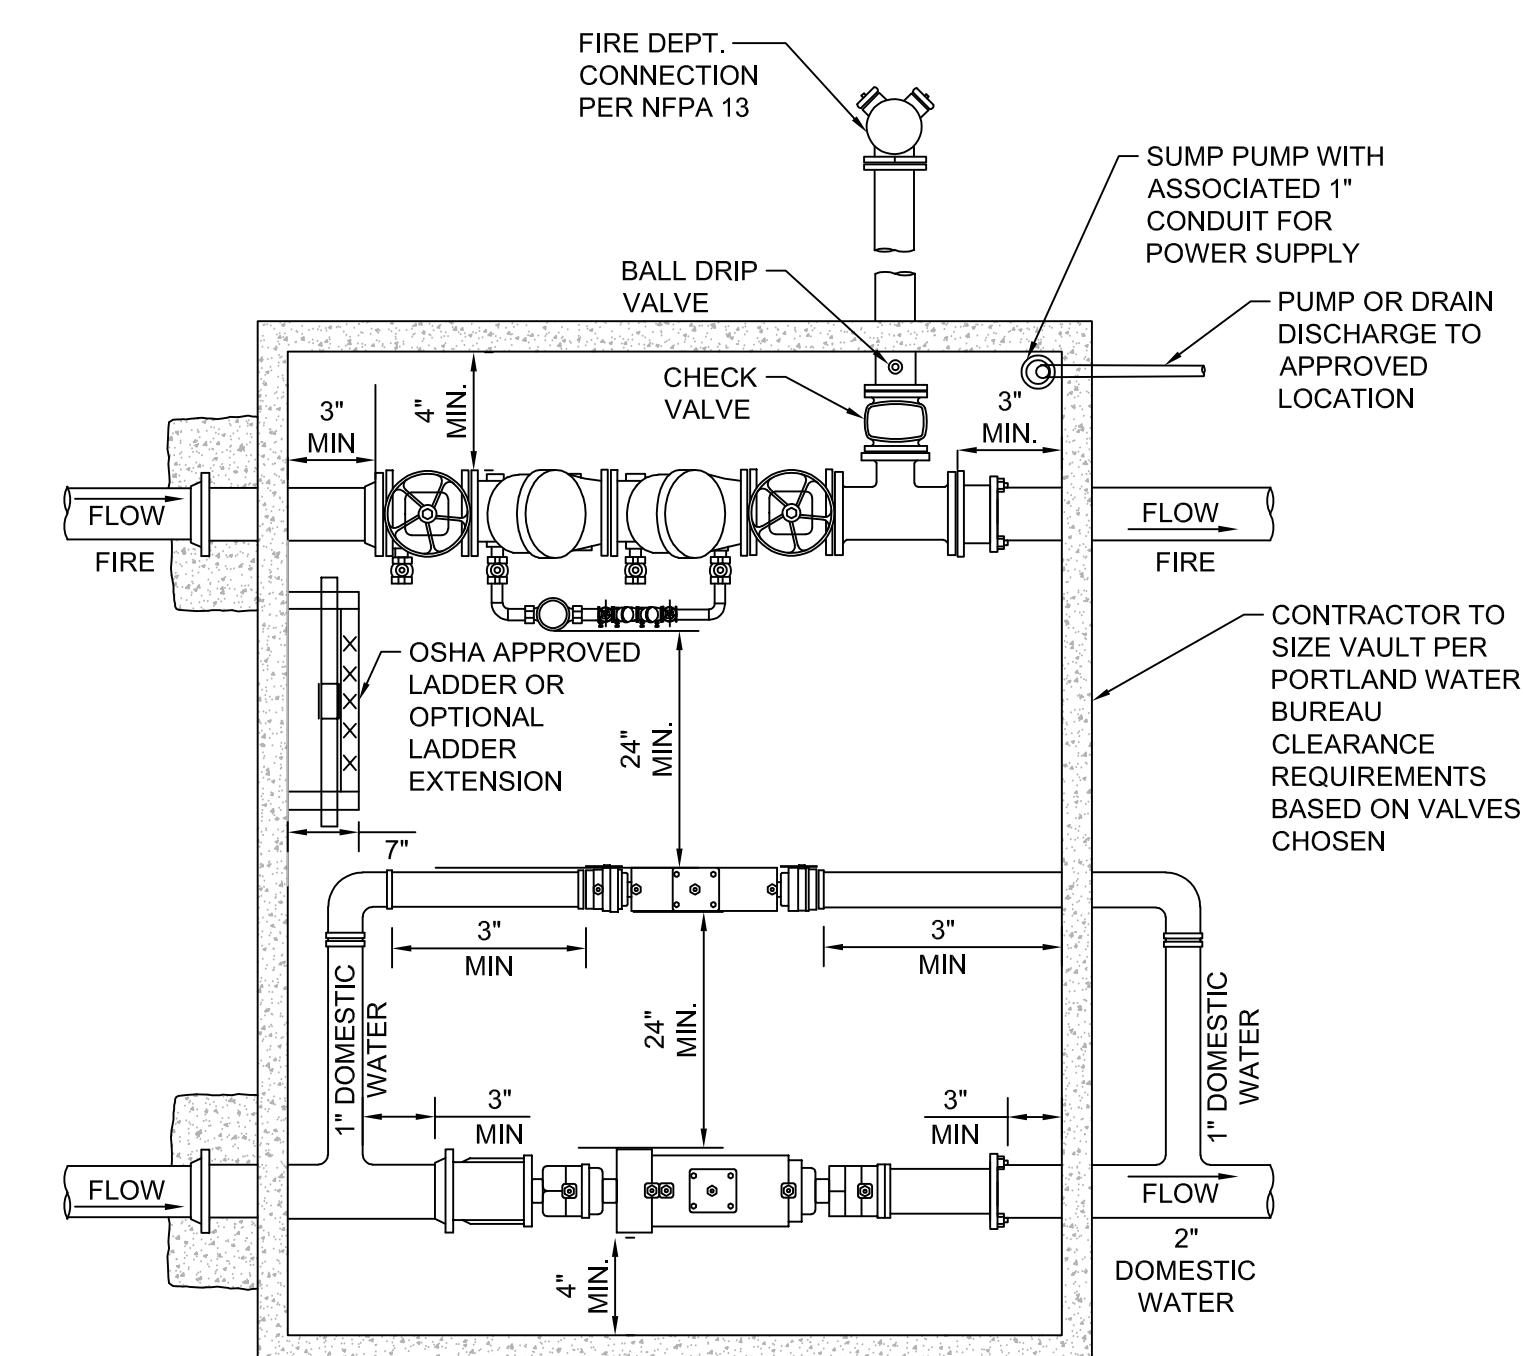 FIRE DEPT.
CONNECTION
PER NFPA 13
SUMP PUMP WITH
ASSOCIATED 1"
CONDUIT FOR
POWER SUPPLY
BALL DRIP
VALVE
PUMP OR DRAIN
DISCHARGE TO
APPROVED
LOCATION
CHECK
VALVE
3"
MIN
4"
MIN.
3"
MIN.
FLOW
FIRE
FLOW
FIRE
OSHA APPROVED
LADDER OR
OPTIONAL
LADDER
EXTENSION
24"
MIN.
CONTRACTOR TO
SIZE VAULT PER
PORTLAND WATER
BUREAU
CLEARANCE
REQUIREMENTS
BASED ON VALVES
CHOSEN
7"
3"
MIN
3"
MIN
1" DOMESTIC
WATER
24"
MIN.
1" DOMESTIC
WATER
3"
MIN
3"
MIN
FLOW
FLOW
4"
MIN.
2"
DOMESTIC
WATER